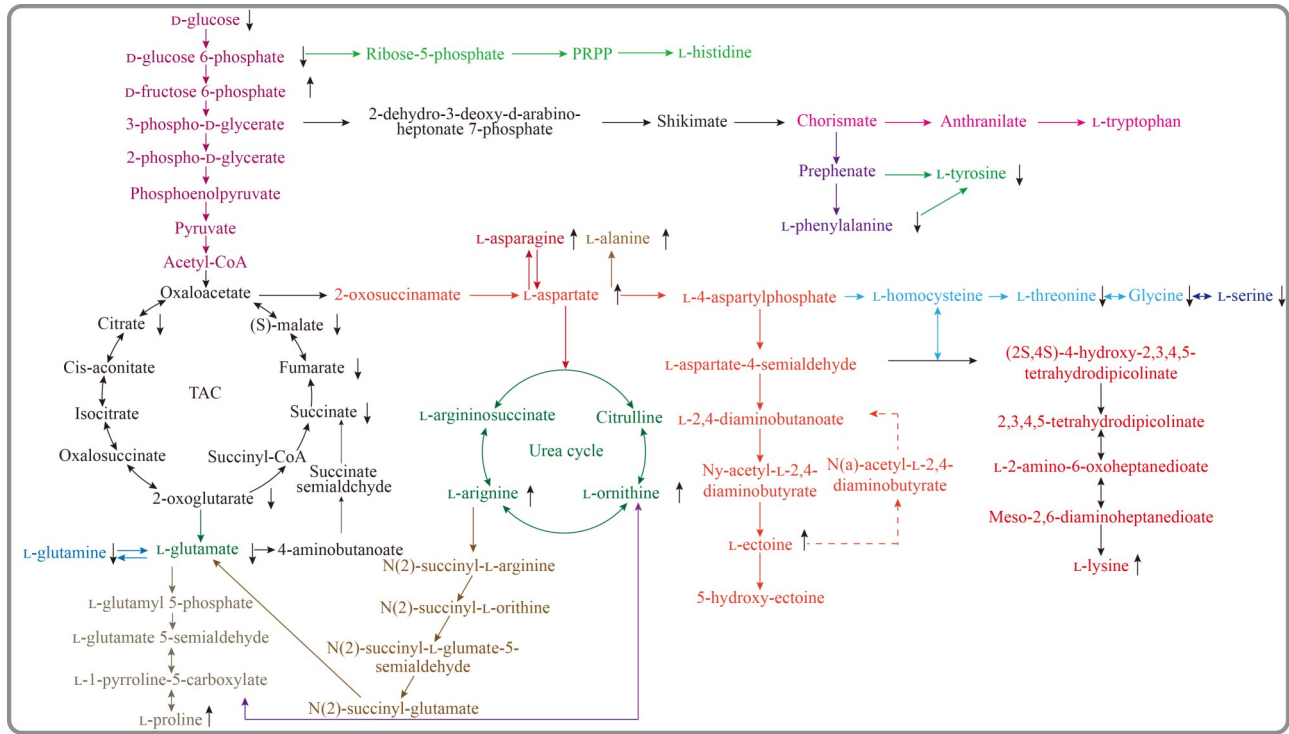 D-glucose
D-glucose 6-phosphate
Ribose-5-phosphate
PRPP
L-histidine
D-fructose 6-phosphate
3-phospho-D-glycerate
2-dehydro-3-deoxy-d-arabino-
heptonate 7-phosphate
Shikimate
Chorismate
Anthranilate
L-tryptophan
2-phospho-D-glycerate
Prephenate
L-tyrosine
Phosphoenolpyruvate
L-phenylalanine
Pyruvate
L-asparagine
L-alanine
Acetyl-CoA
Oxaloacetate
2-oxosuccinamate
L-aspartate
L-4-aspartylphosphate
L-homocysteine
L-threonine
Glycine
L-serine
Citrate
(S)-malate
Cis-aconitate
Fumarate
L-aspartate-4-semialdehyde
(2S,4S)-4-hydroxy-2,3,4,5-
tetrahydrodipicolinate
TAC
Isocitrate
Succinate
L-argininosuccinate
Citrulline
L-2,4-diaminobutanoate
2,3,4,5-tetrahydrodipicolinate
Oxalosuccinate
Succinyl-CoA
Urea cycle
Succinate
semialdchyde
Ny-acetyl-L-2,4-
diaminobutyrate
N(a)-acetyl-L-2,4-
diaminobutyrate
L-2-amino-6-oxoheptanedioate
2-oxoglutarate
L-arignine
L-ornithine
Meso-2,6-diaminoheptanedioate
L-glutamine
L-glutamate
4-aminobutanoate
L-ectoine
L-lysine
N(2)-succinyl-L-arginine
L-glutamyl 5-phosphate
N(2)-succinyl-L-orithine
5-hydroxy-ectoine
L-glutamate 5-semialdehyde
N(2)-succinyl-L-glumate-5-
semialdehyde
L-1-pyrroline-5-carboxylate
N(2)-succinyl-glutamate
L-proline